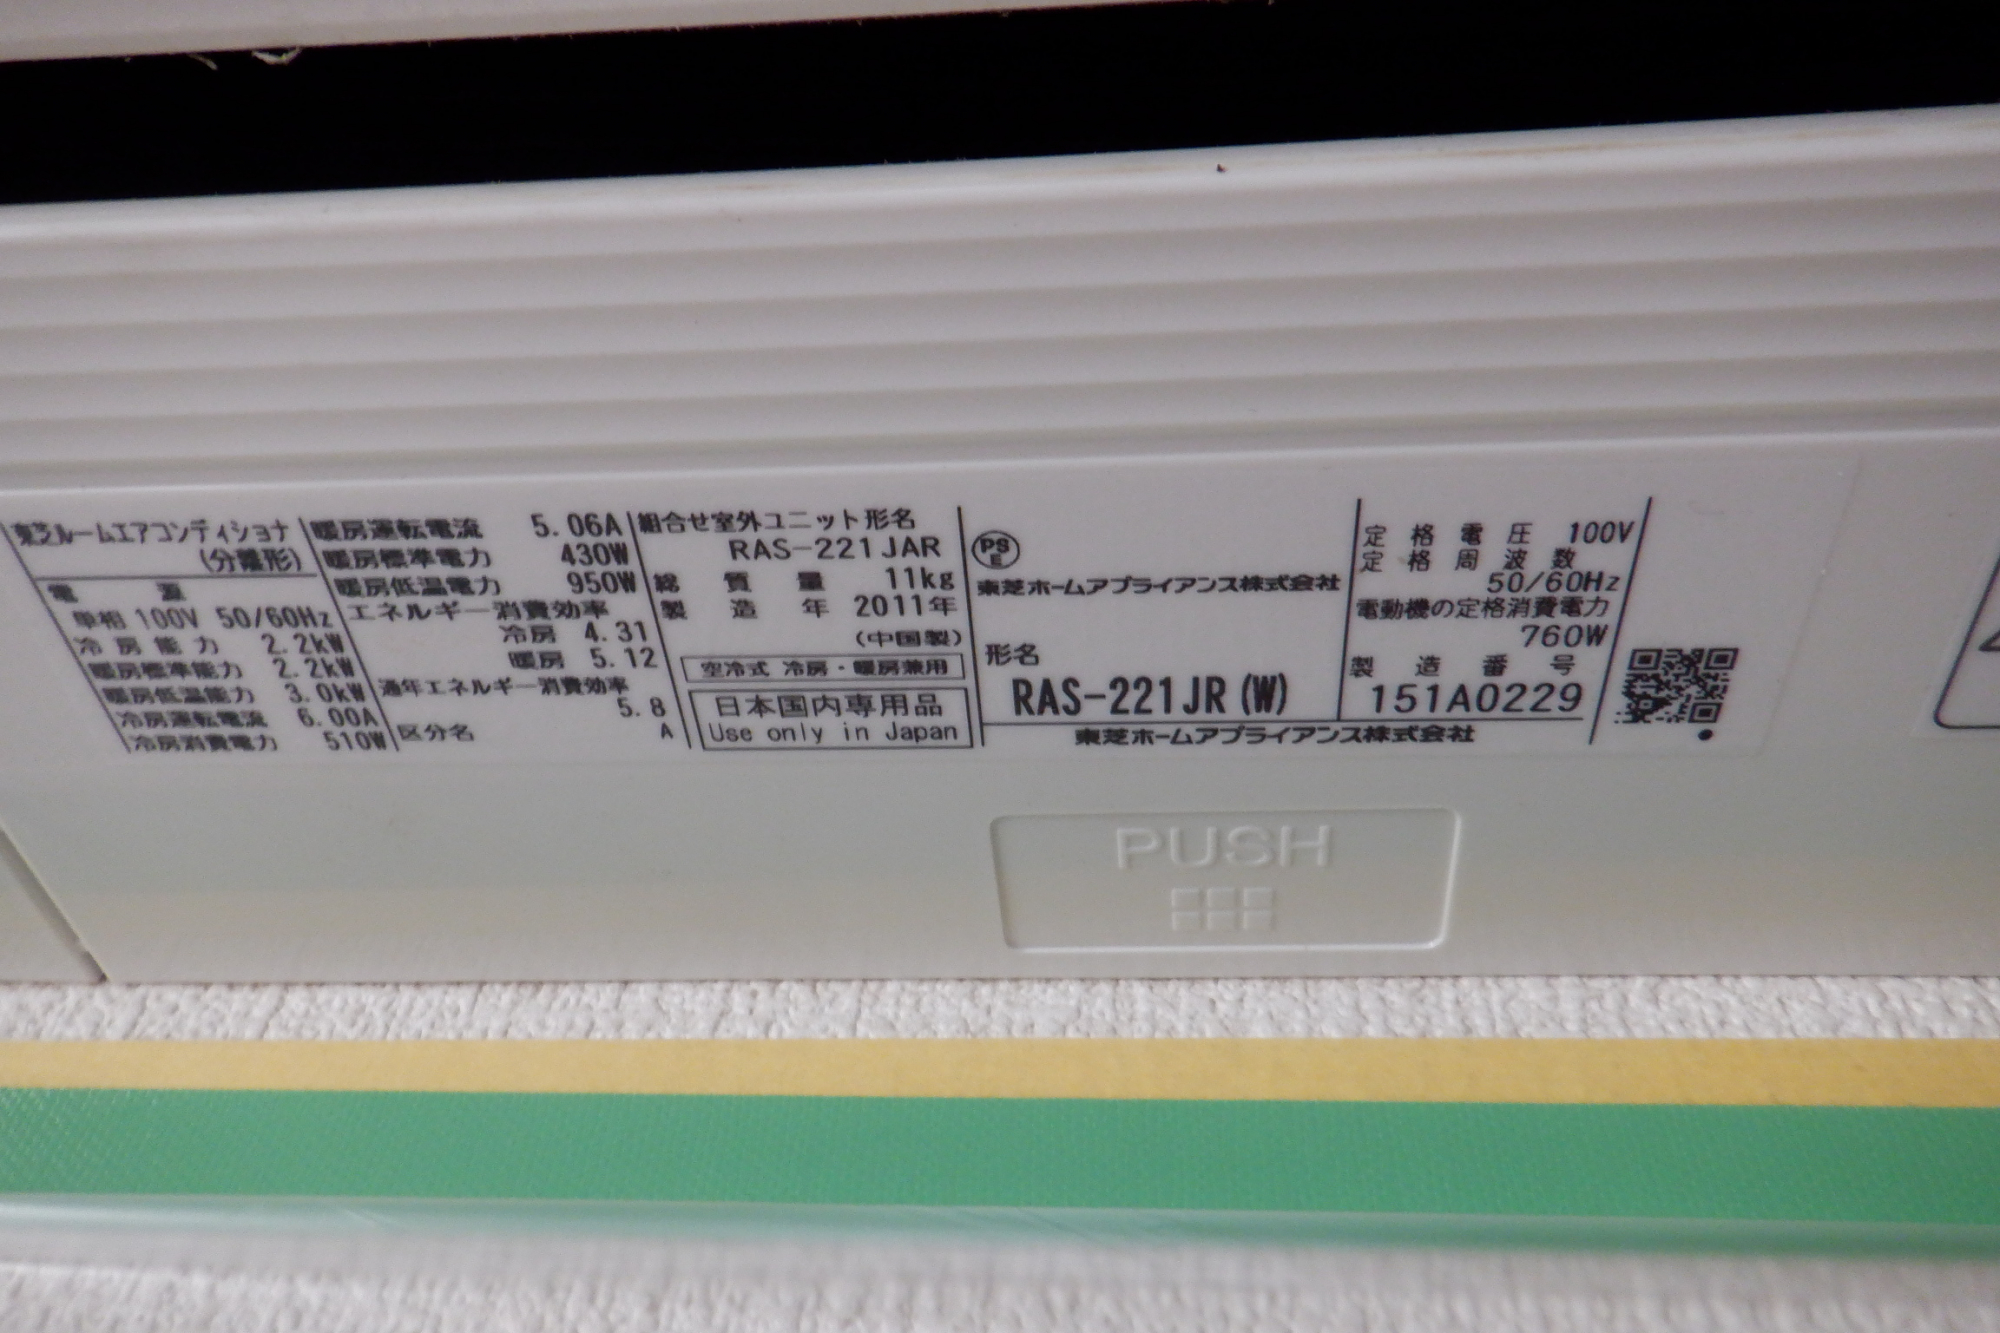 東芝ルームエアコンディショナ
(分離形)
電 源
単相 100V 50/60Hz
冷房能力 2.2kW
暖房標準能力 2.2kW
暖房低温能力 3.0kW
冷房運転電流 6.00A
冷房消費電力 510W
暖房運転電流 5.06A
暖房標準電力 430W
暖房低温電力 950W
エネルギー消費効率
冷房 4.31
暖房 5.12
通年エネルギー消費効率
5.8
区分名 A
組合せ室外ユニット形名
RAS-221JAR
総質量 11kg
製造年 2011年
(中国製)
空冷式 冷房・暖房兼用
日本国内専用品
Use only in Japan
PS
E
東芝ホームアプライアンス株式会社
形名
RAS-221JR(W)
定格電圧 100V
定格周波数
50/60Hz
電動機の定格消費電力
760W
製造番号
151A0229
東芝ホームアプライアンス株式会社
PUSH